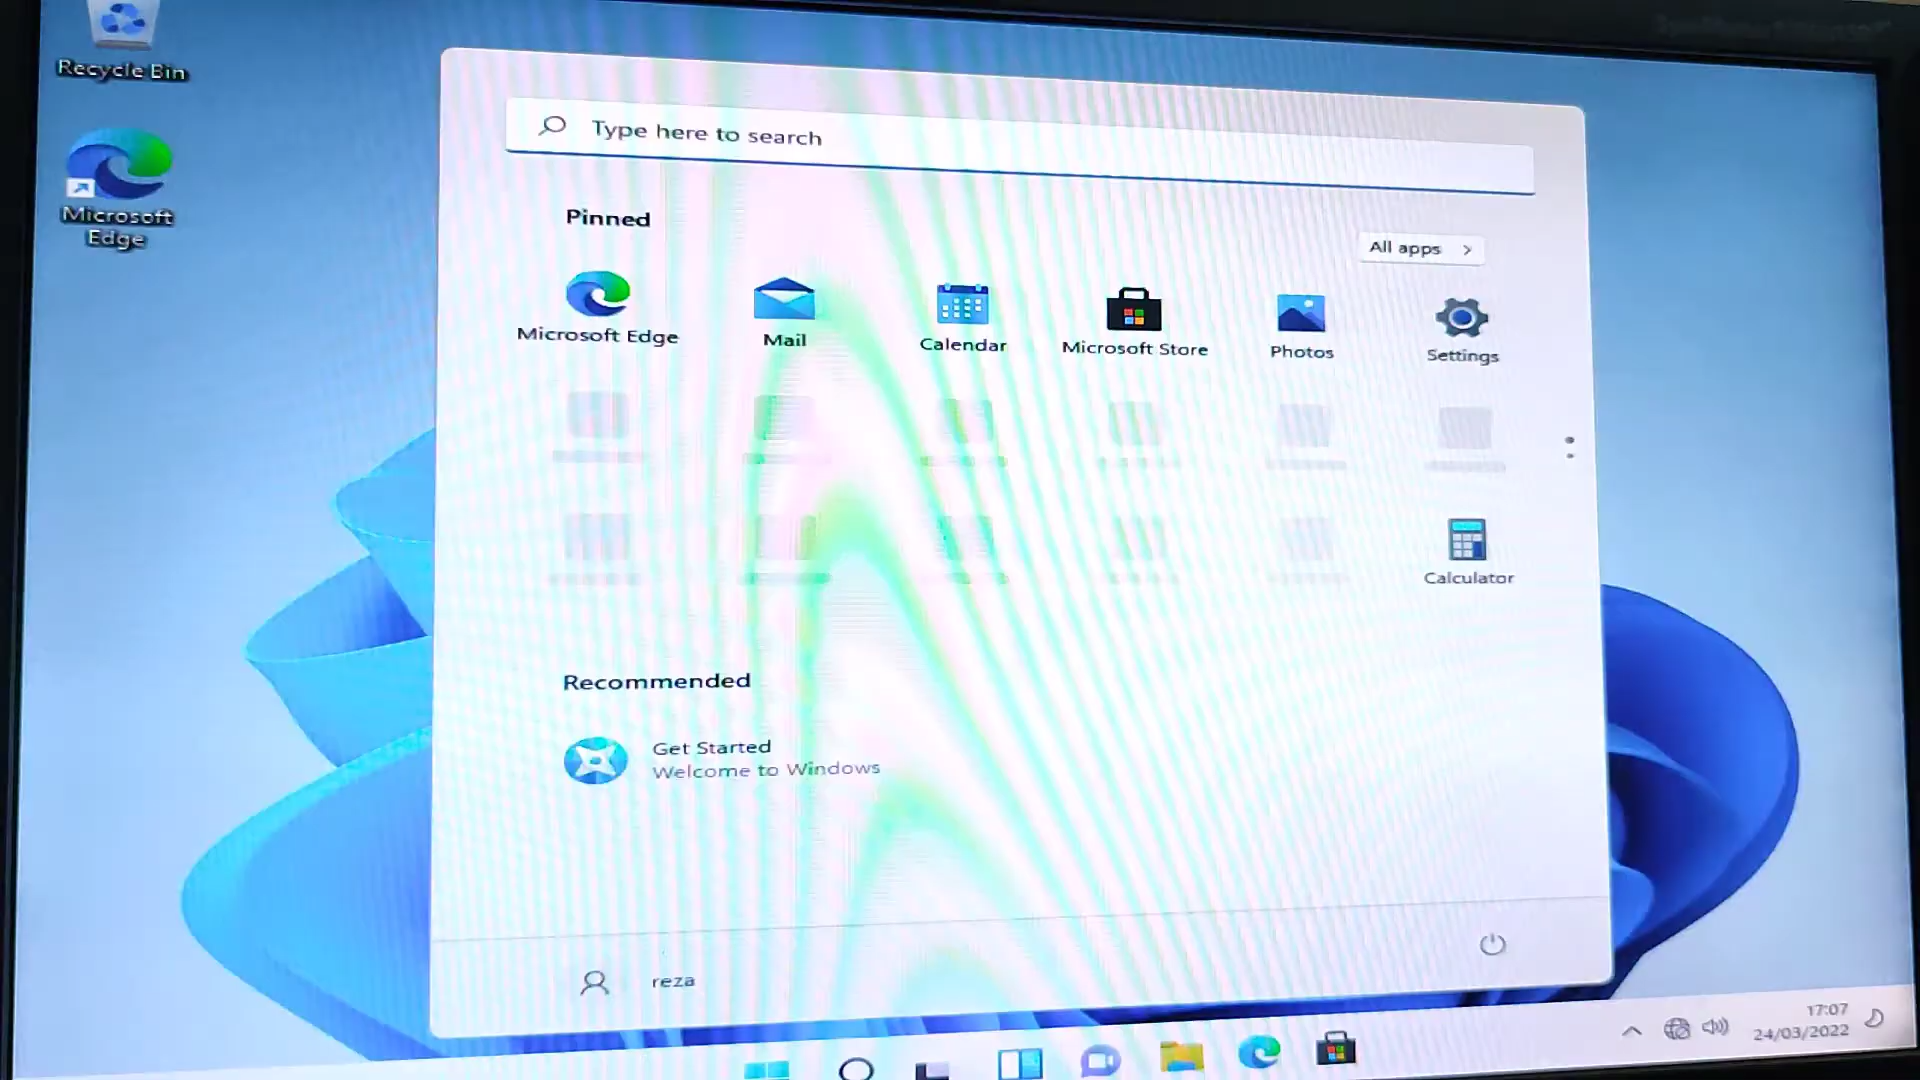 Recycle Bin
Microsoft
Edge
Type here to search
Pinned
All apps
Microsoft Edge
Mail
Calendar
Microsoft Store
Photos
Settings
Calculator
Recommended
Get Started
Welcome to Windows
reza
17:07
24/03/2022